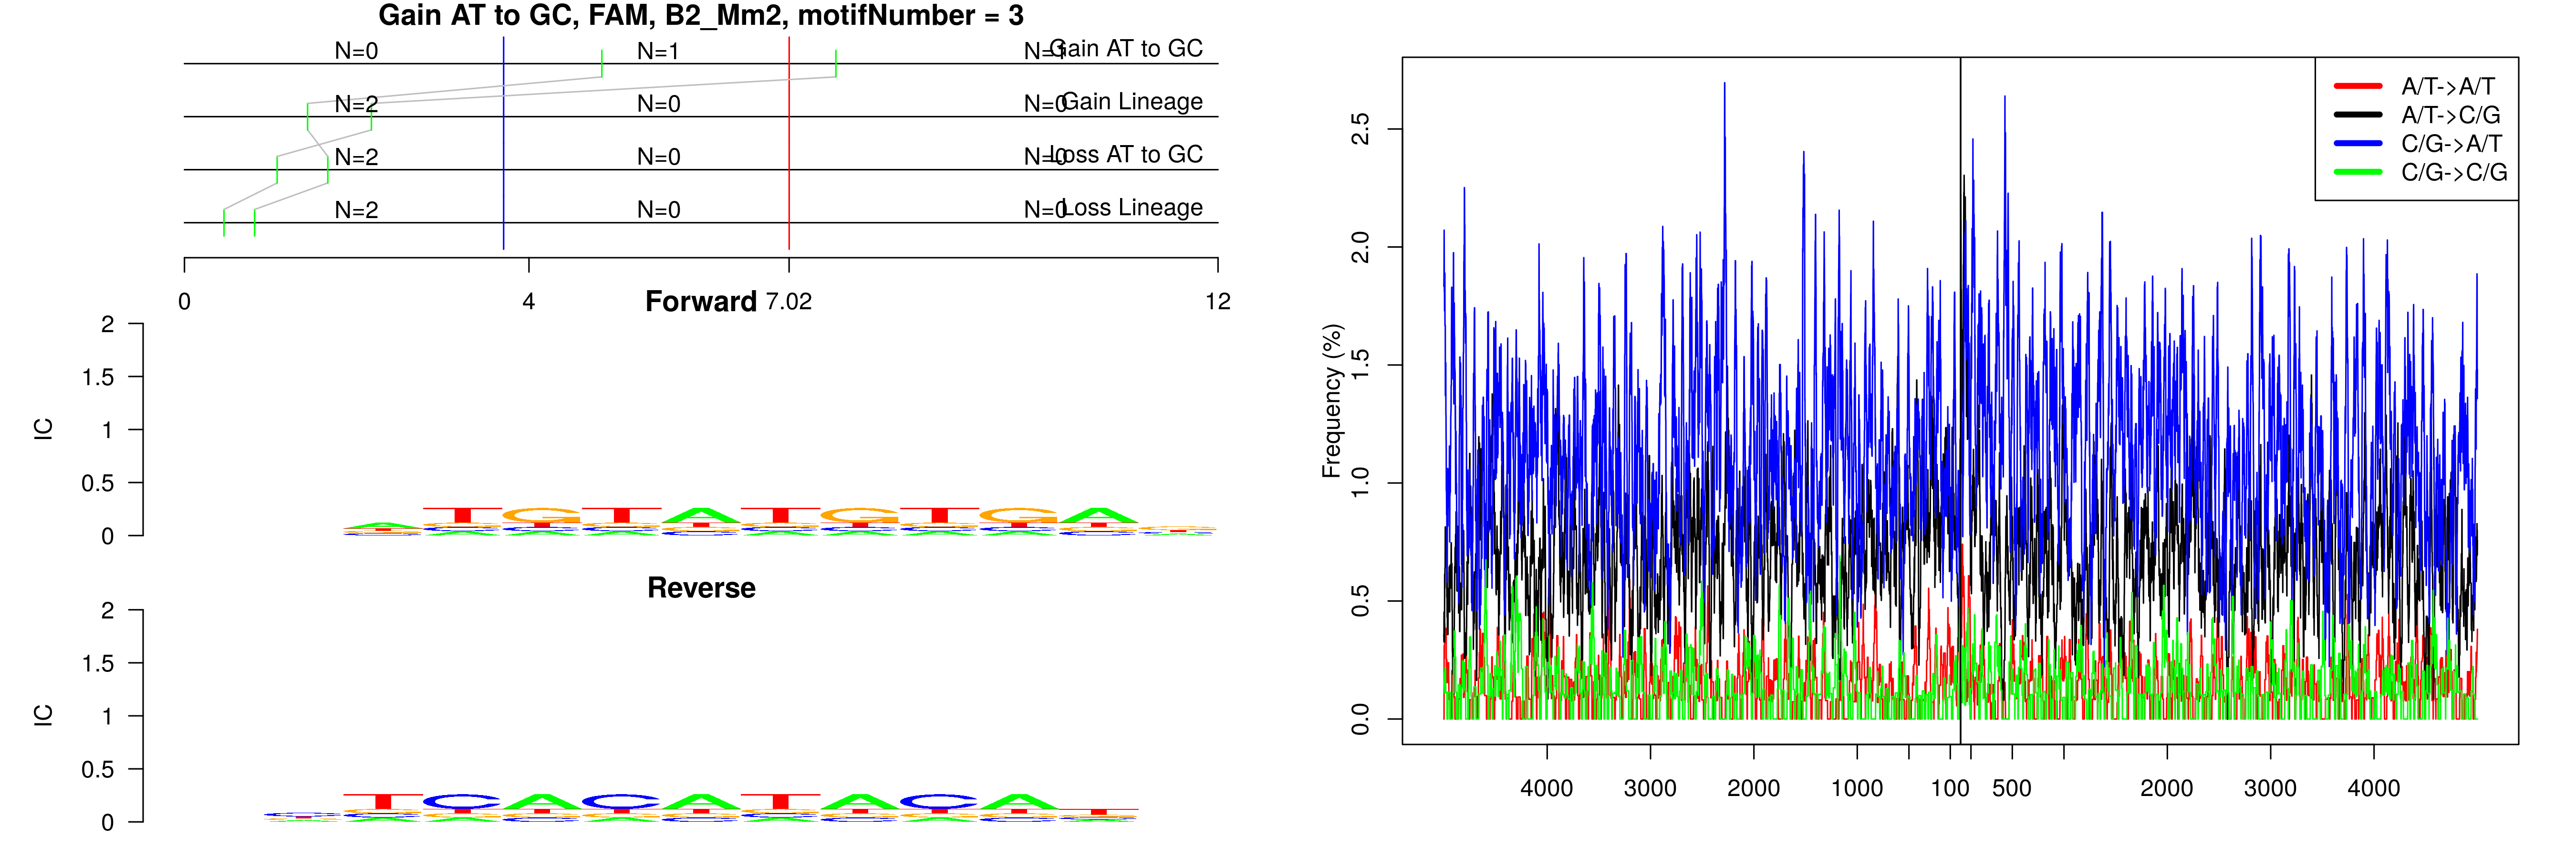 Gain AT to GC, FAM, B2_Mm2, motifNumber = 3
N=0 N=1 N=1 Gain AT to GC
N=2 N=0 N=0 Gain Lineage
N=2 N=0 N=0 Loss AT to GC
N=2 N=0 N=0 Loss Lineage
0 4 7.02 12
Forward
2
1.5
1
0.5
0
IC
TGTATGTGA
Reverse
2
1.5
1
0.5
0
IC
TCACATACA
A/T->A/T
A/T->C/G
C/G->A/T
C/G->C/G
Frequency (%)
2.5
2.0
1.5
1.0
0.5
0.0
4000 3000 2000 1000 100 500 2000 3000 4000